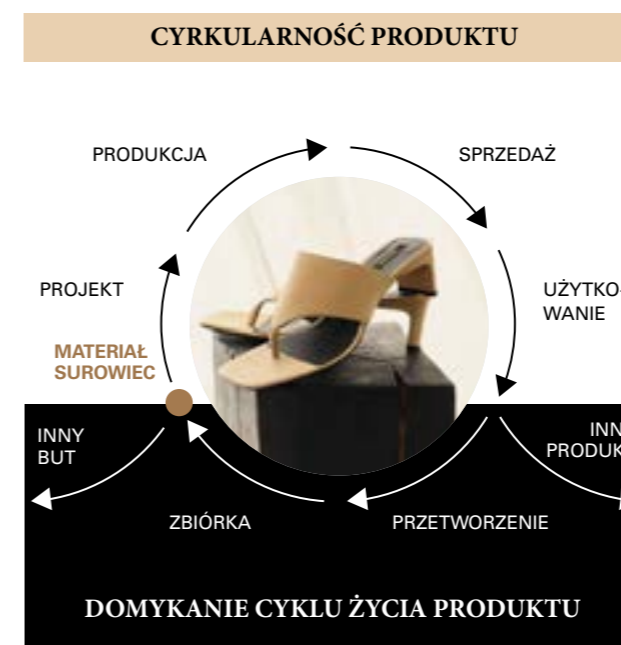 CYRKULARNOŚĆ PRODUKTU
PRODUKCJA
SPRZEDAŻ
PROJEKT
UŻYTKO-
WANIE
MATERIAŁ
SUROWIEC
INNY
BUT
ZBIÓRKA
PRZETWORZENIE
DOMYKANIE CYKLU ŻYCIA PRODUKTU